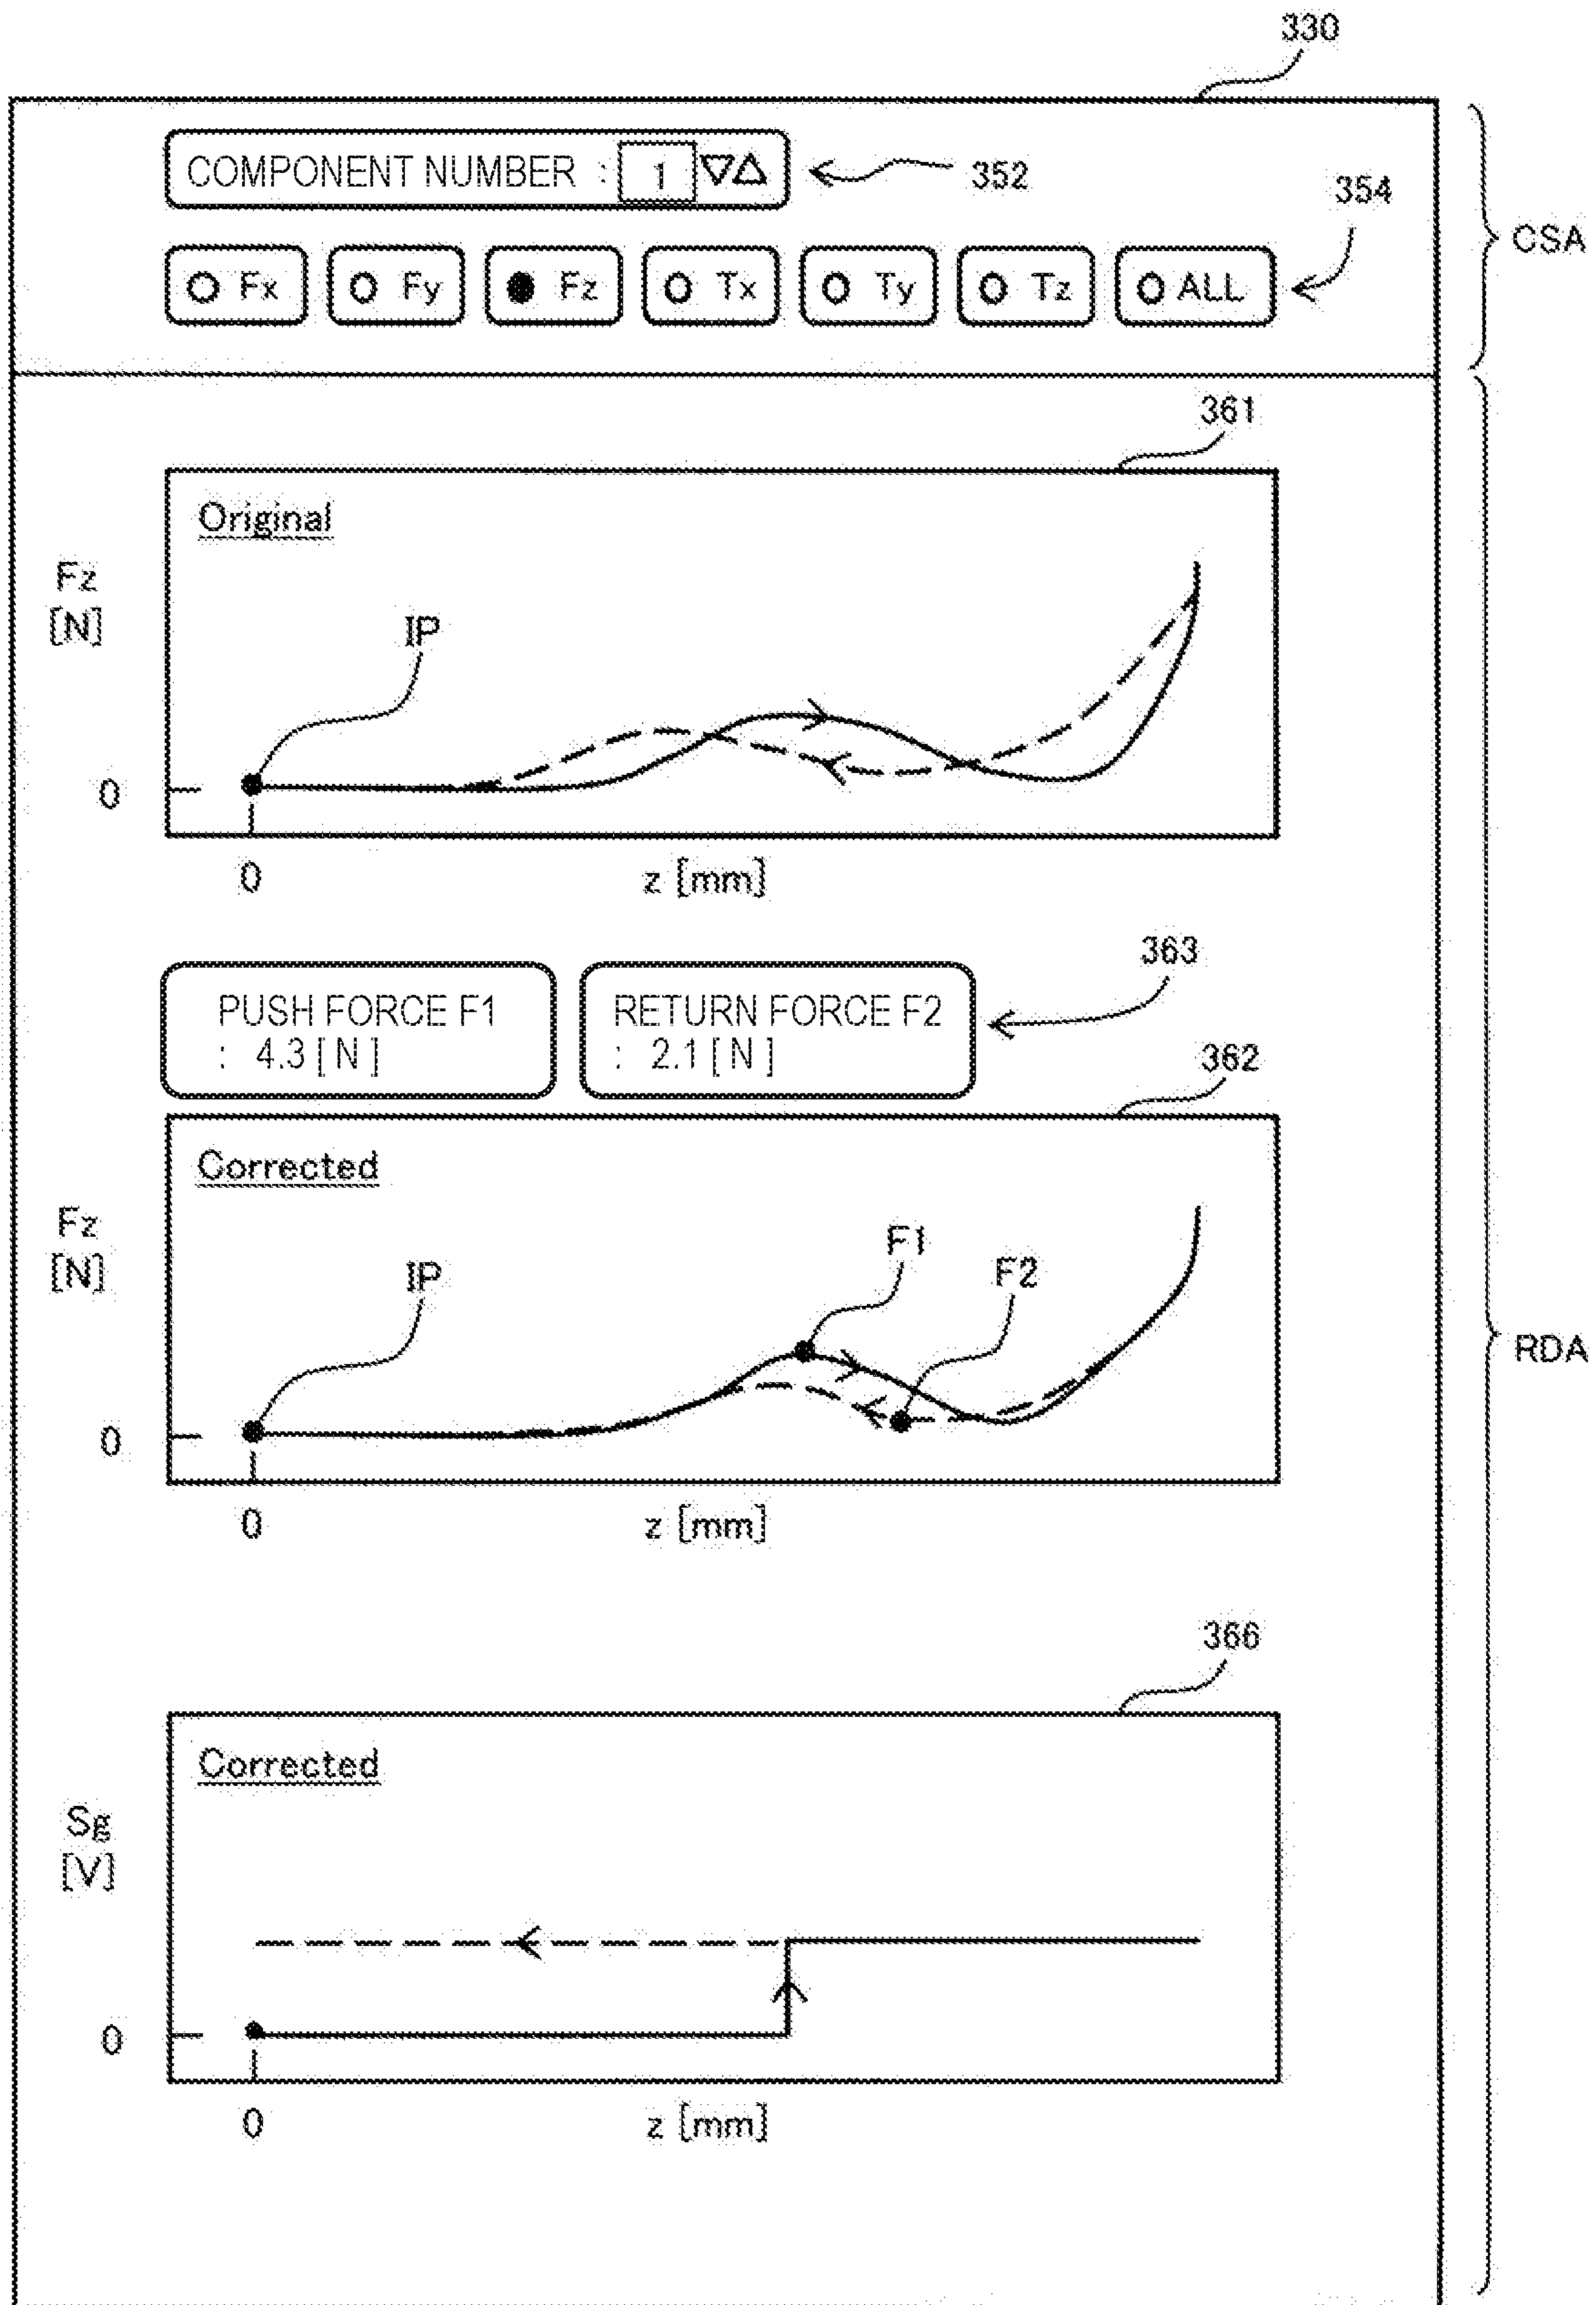 330
COMPONENT NUMBER : 1 ▽△
352
354
CSA
Fx Fy Fz Tx Ty Tz ALL
361
Original
Fz
[N]
IP
0
0
z [mm]
363
PUSH FORCE F1
: 4.3 [ N ]
RETURN FORCE F2
: 2.1 [ N ]
362
Corrected
Fz
[N]
IP
F1
F2
RDA
0
0
z [mm]
366
Corrected
Sg
[V]
0
0
z [mm]